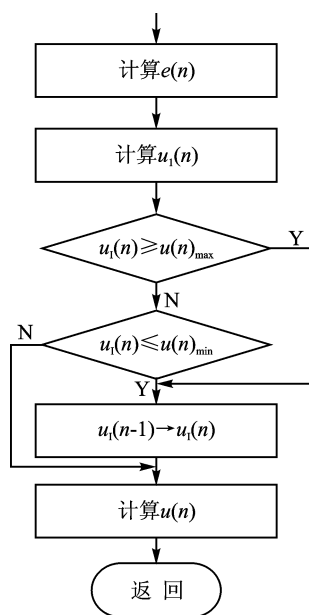 计算e(n)
计算u₁(n)
u₁(n)≥u(n)max
Y
N
N
u₁(n)≤u(n)min
Y
u₁(n-1)→u₁(n)
计算u(n)
返 回